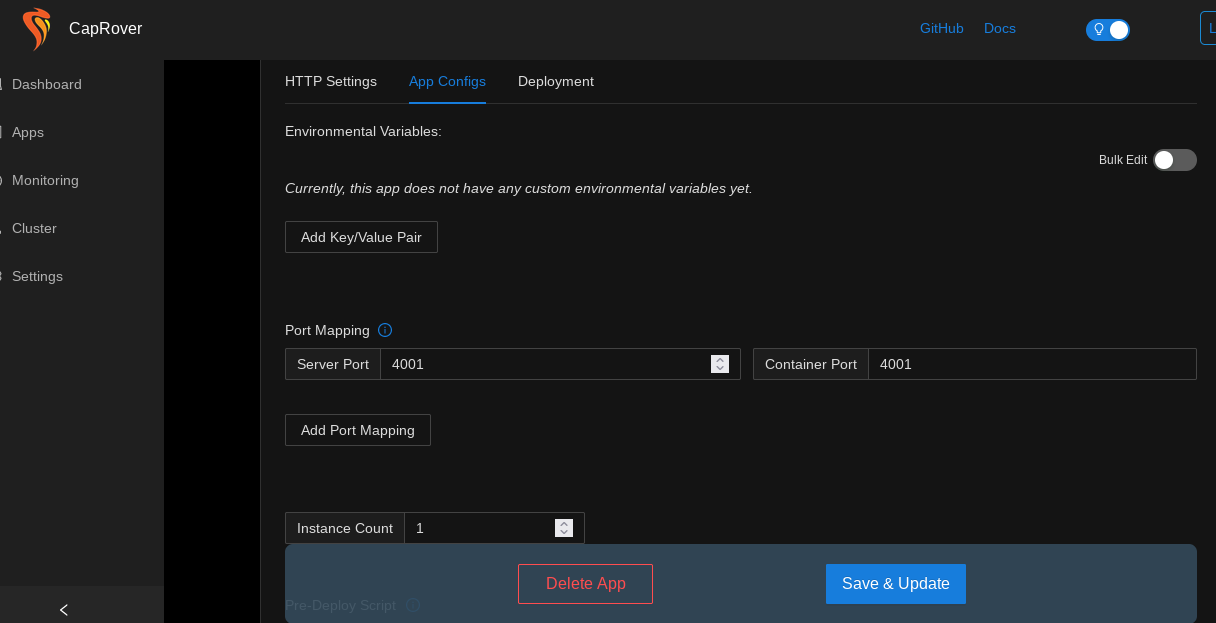 CapRover
GitHub
Docs
L
Dashboard
Apps
Monitoring
Cluster
Settings
HTTP Settings
App Configs
Deployment
Environmental Variables:
Bulk Edit
Currently, this app does not have any custom environmental variables yet.
Add Key/Value Pair
Port Mapping
Server Port 4001
Container Port 4001
Add Port Mapping
Instance Count 1
Delete App
Save & Update
Pre-Deploy Script